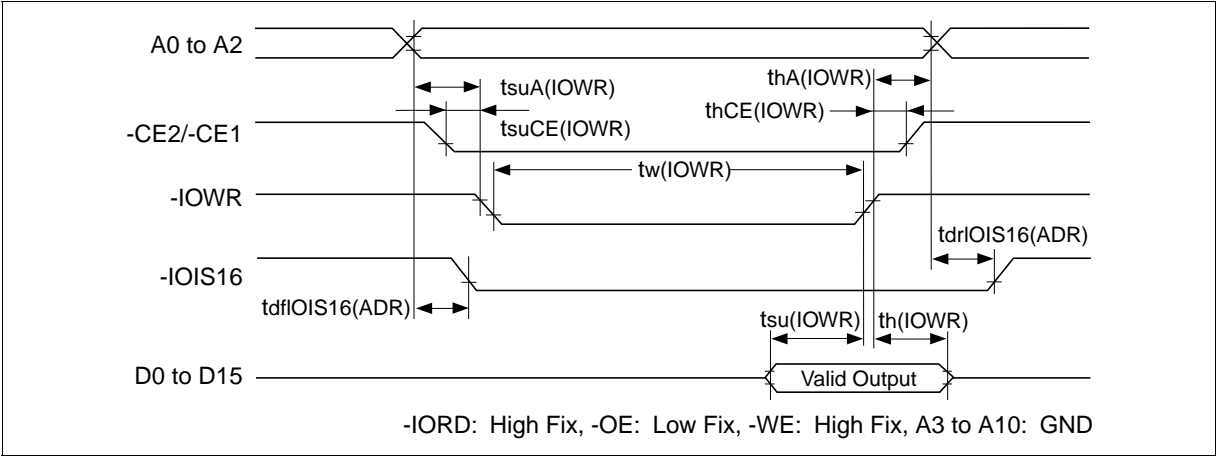 A0 to A2
tsuA(IOWR)
thA(IOWR)
thCE(IOWR)
tsuCE(IOWR)
-CE2/-CE1
tw(IOWR)
-IOWR
tdrIOIS16(ADR)
-IOIS16
tdfIOIS16(ADR)
tsu(IOWR)
th(IOWR)
D0 to D15
Valid Output
-IORD: High Fix, -OE: Low Fix, -WE: High Fix, A3 to A10: GND